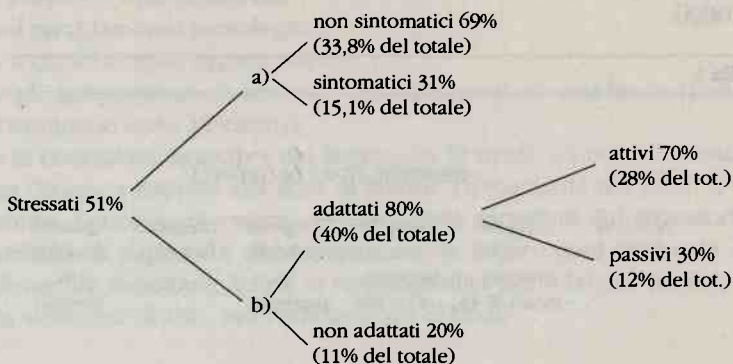 non sintomatici 69%
(33,8% del totale)
a)
sintomatici 31%
(15,1% del totale)
attivi 70%
(28% del tot.)
Stressati 51%
adattati 80%
(40% del totale)
passivi 30%
(12% del tot.)
b)
non adattati 20%
(11% del totale)